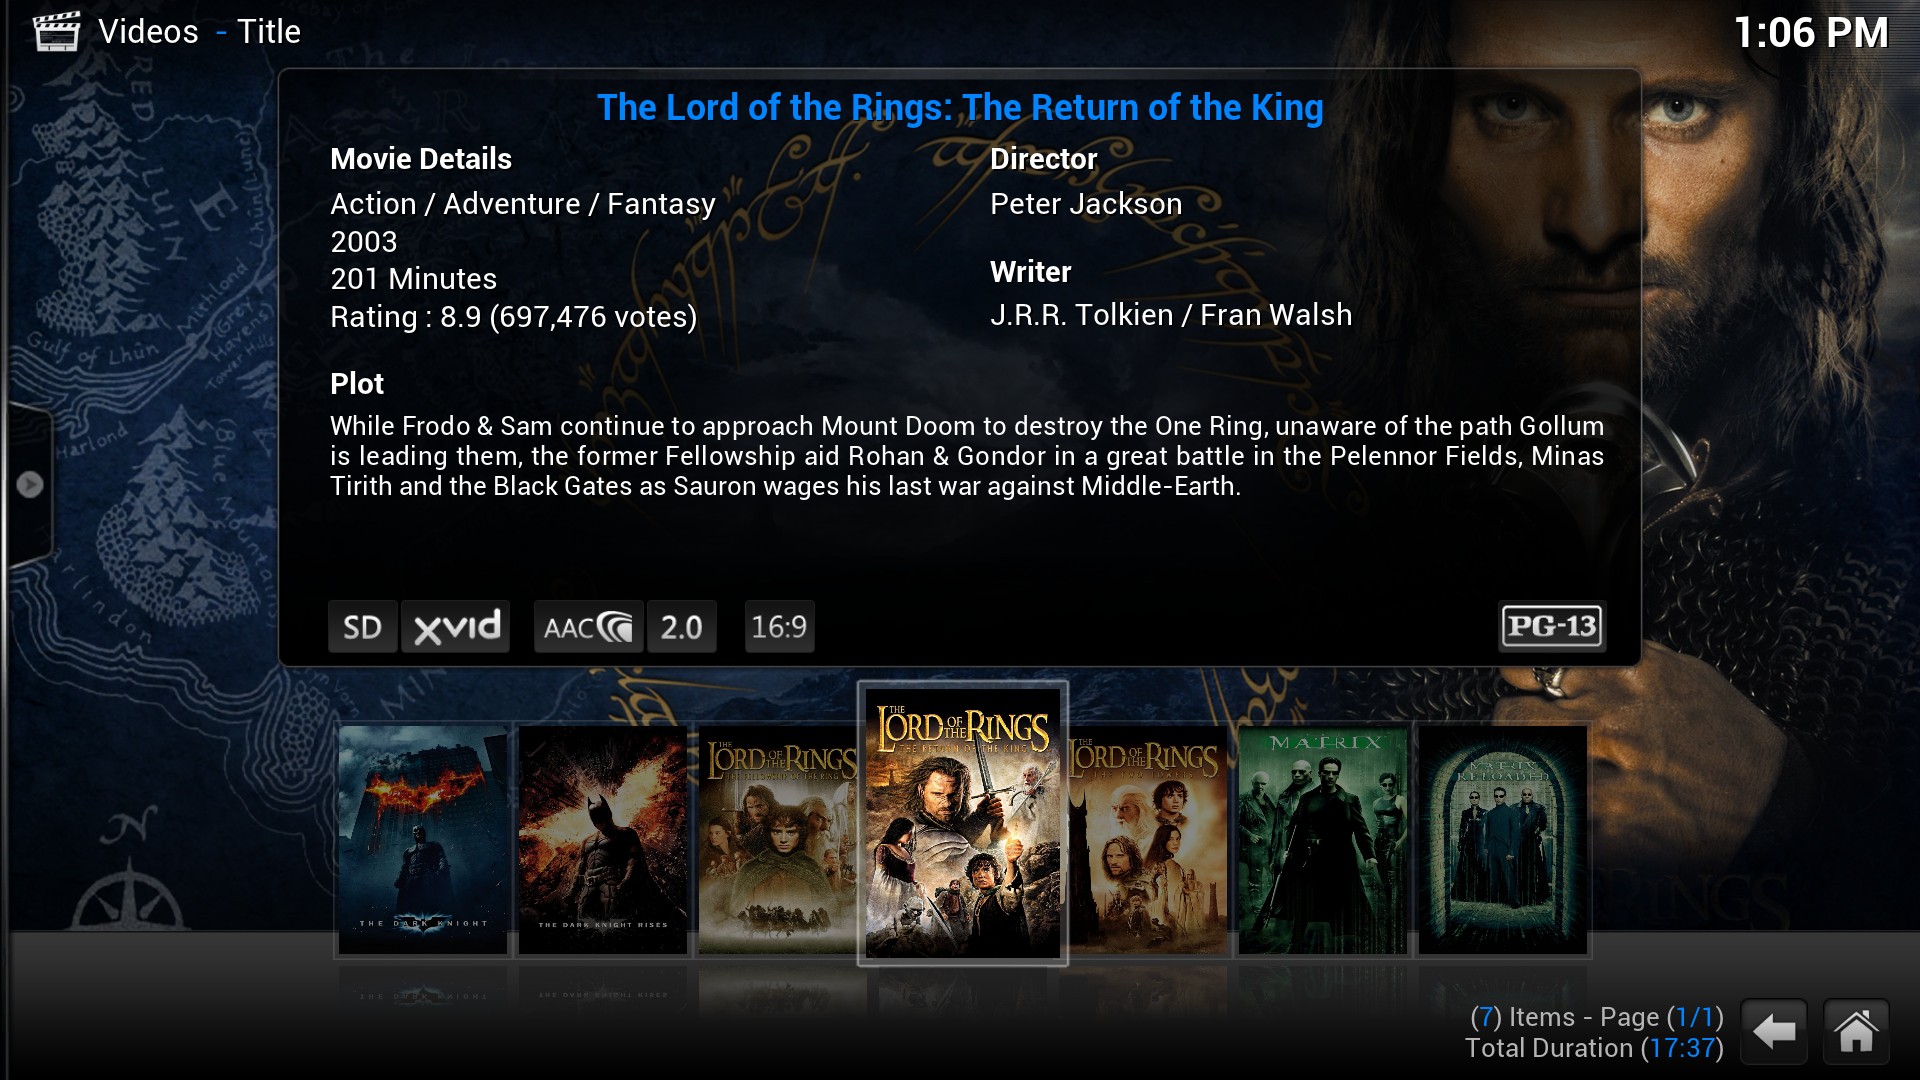 Videos - Title
1:06 PM
The Lord of the Rings: The Return of the King
Movie Details
Action / Adventure / Fantasy
2003
201 Minutes
Rating : 8.9 (697,476 votes)
Director
Peter Jackson
Writer
J.R.R. Tolkien / Fran Walsh
Plot
While Frodo & Sam continue to approach Mount Doom to destroy the One Ring, unaware of the path Gollum
is leading them, the former Fellowship aid Rohan & Gondor in a great battle in the Pelennor Fields, Minas
Tirith and the Black Gates as Sauron wages his last war against Middle-Earth.
SD
xvid
AAC
2.0
16:9
PG-13
THE DARK KNIGHT
THE DARK KNIGHT RISES
THE LORD OF THE RINGS
THE FELLOWSHIP OF THE RING
THE LORD OF THE RINGS
THE RETURN OF THE KING
THE LORD OF THE RINGS
THE TWO TOWERS
MATRIX
MATRIX
RELOADED
Gulf of Lhûn
Mithlond
Harlond
RINGS
N
(7) Items - Page (1/1)
Total Duration (17:37)